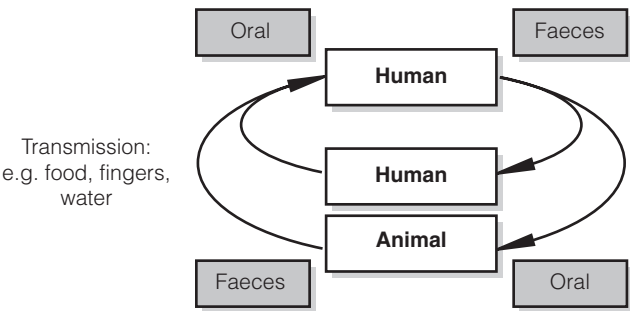 Oral
Faeces
Human
Transmission:
e.g. food, fingers,
water
Human
Animal
Faeces
Oral